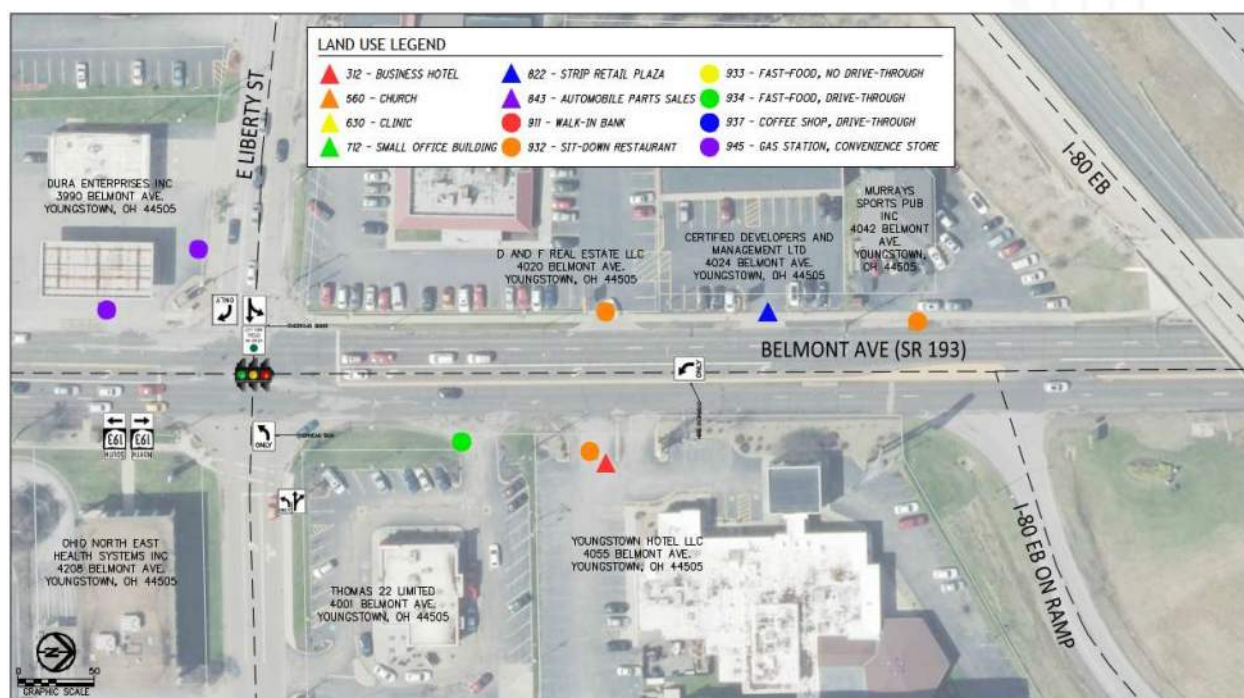 LAND USE LEGEND
312 - BUSINESS HOTEL
560 - CHURCH
630 - CLINIC
712 - SMALL OFFICE BUILDING
822 - STRIP RETAIL PLAZA
843 - AUTOMOBILE PARTS SALES
911 - WALK-IN BANK
932 - SIT-DOWN RESTAURANT
933 - FAST-FOOD, NO DRIVE-THROUGH
934 - FAST-FOOD, DRIVE-THROUGH
937 - COFFEE SHOP, DRIVE-THROUGH
945 - GAS STATION, CONVENIENCE STORE
E LIBERTY ST
I-80 EB
DURA ENTERPRISES INC
3990 BELMONT AVE.
YOUNGSTOWN, OH 44505
D AND F REAL ESTATE LLC
4020 BELMONT AVE.
YOUNGSTOWN, OH 44505
CERTIFIED DEVELOPERS AND
MANAGEMENT LTD
4024 BELMONT AVE.
YOUNGSTOWN, OH 44505
MURRAYS
SPORTS PUB
INC
4042 BELMONT
AVE.
YOUNGSTOWN,
OH 44505
ONLY
BELMONT AVE (SR 193)
ONLY
193
SOUTH
193
NORTH
ONLY
OHIO NORTH EAST
HEALTH SYSTEMS INC
4208 BELMONT AVE.
YOUNGSTOWN, OH 44505
THOMAS 22 LIMITED
4001 BELMONT AVE.
YOUNGSTOWN, OH 44505
YOUNGSTOWN HOTEL LLC
4055 BELMONT AVE.
YOUNGSTOWN, OH 44505
I-80 EB ON RAMP
N
0 50
GRAPHIC SCALE